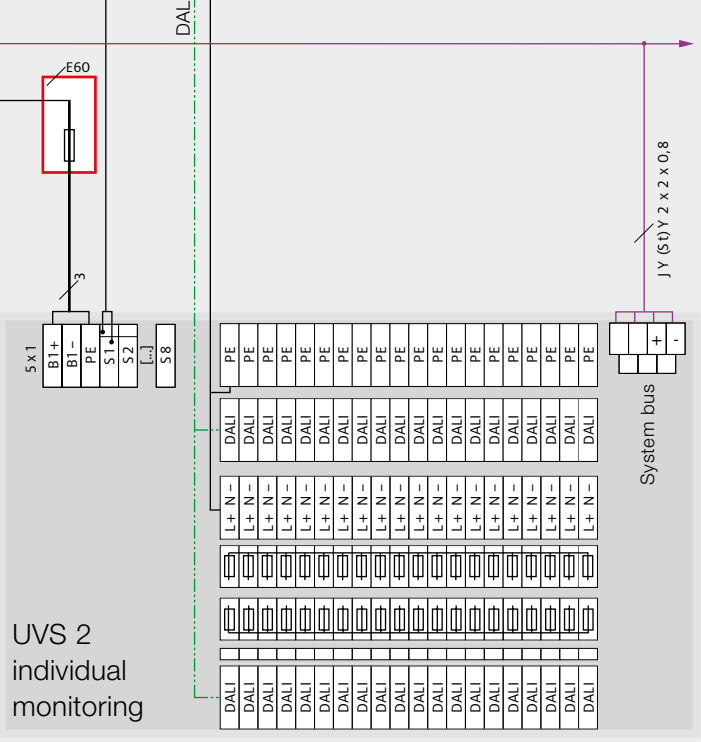 DAL
E60
J Y (St) Y 2 x 2 x 0,8
3
5 x 1
B1+
B1–
PE
S1
S2
[...]
S8
PE PE PE PE PE PE PE PE PE PE PE PE PE PE PE PE PE PE PE PE
+
-
System bus
DALI DALI DALI DALI DALI DALI DALI DALI DALI DALI DALI DALI DALI DALI DALI DALI DALI DALI DALI DALI
L+ N– L+ N– L+ N– L+ N– L+ N– L+ N– L+ N– L+ N– L+ N– L+ N– L+ N– L+ N– L+ N– L+ N– L+ N– L+ N– L+ N– L+ N– L+ N– L+ N–
UVS 2
individual
monitoring
DALI DALI DALI DALI DALI DALI DALI DALI DALI DALI DALI DALI DALI DALI DALI DALI DALI DALI DALI DALI